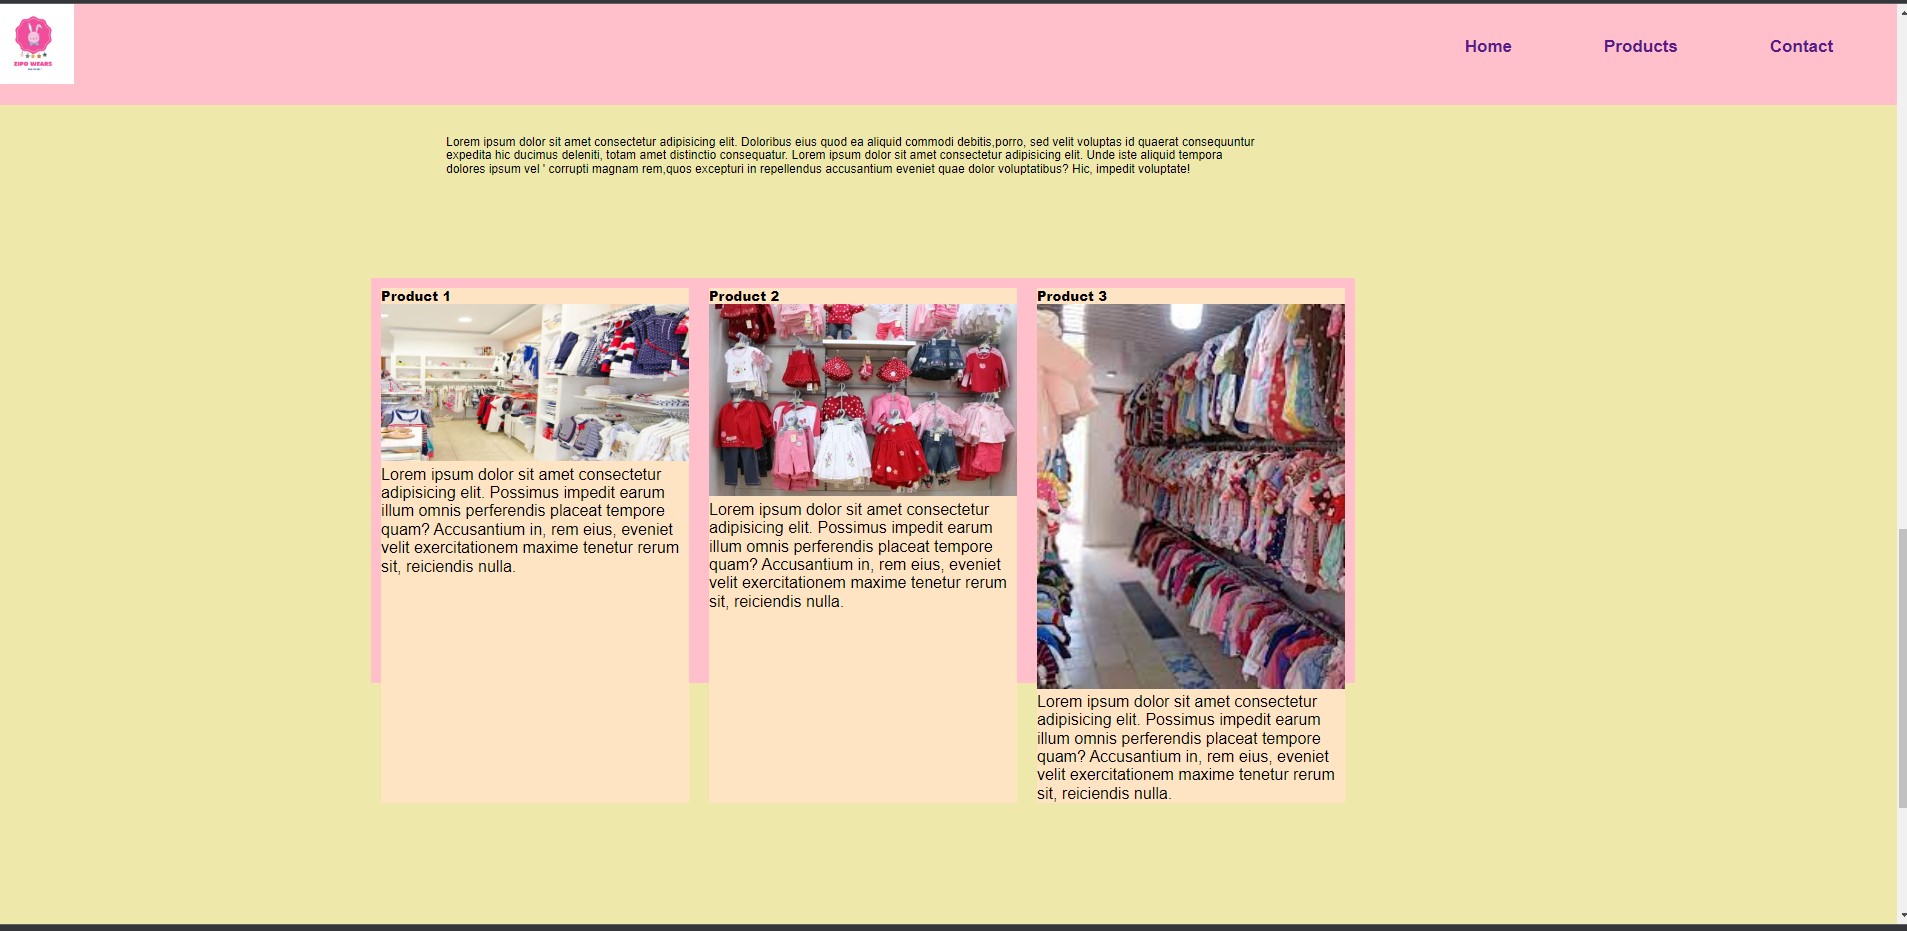 ZIPO WEARS
Home
Products
Contact
Lorem ipsum dolor sit amet consectetur adipisicing elit. Doloribus eius quod ea aliquid commodi debitis,porro, sed velit voluptas id quaerat consequuntur
expedita hic ducimus deleniti, totam amet distinctio consequatur. Lorem ipsum dolor sit amet consectetur adipisicing elit. Unde iste aliquid tempora
dolores ipsum vel ' corrupti magnam rem,quos excepturi in repellendus accusantium eveniet quae dolor voluptatibus? Hic, impedit voluptate!
Product 1
Lorem ipsum dolor sit amet consectetur
adipisicing elit. Possimus impedit earum
illum omnis perferendis placeat tempore
quam? Accusantium in, rem eius, eveniet
velit exercitationem maxime tenetur rerum
sit, reiciendis nulla.
Product 2
Lorem ipsum dolor sit amet consectetur
adipisicing elit. Possimus impedit earum
illum omnis perferendis placeat tempore
quam? Accusantium in, rem eius, eveniet
velit exercitationem maxime tenetur rerum
sit, reiciendis nulla.
Product 3
Lorem ipsum dolor sit amet consectetur
adipisicing elit. Possimus impedit earum
illum omnis perferendis placeat tempore
quam? Accusantium in, rem eius, eveniet
velit exercitationem maxime tenetur rerum
sit, reiciendis nulla.